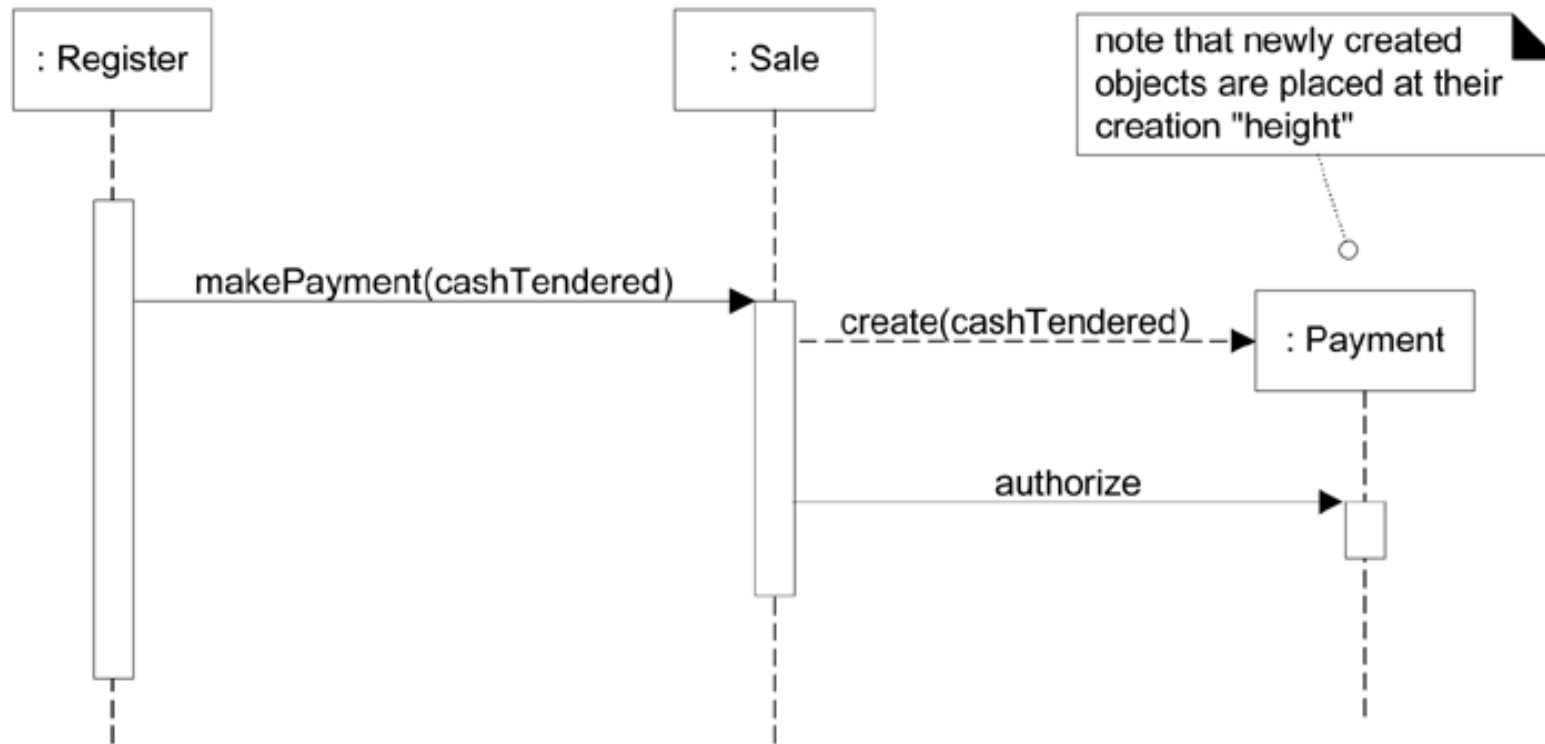 : Register
: Sale
note that newly created
objects are placed at their
creation "height"
makePayment(cashTendered)
create(cashTendered)
: Payment
authorize